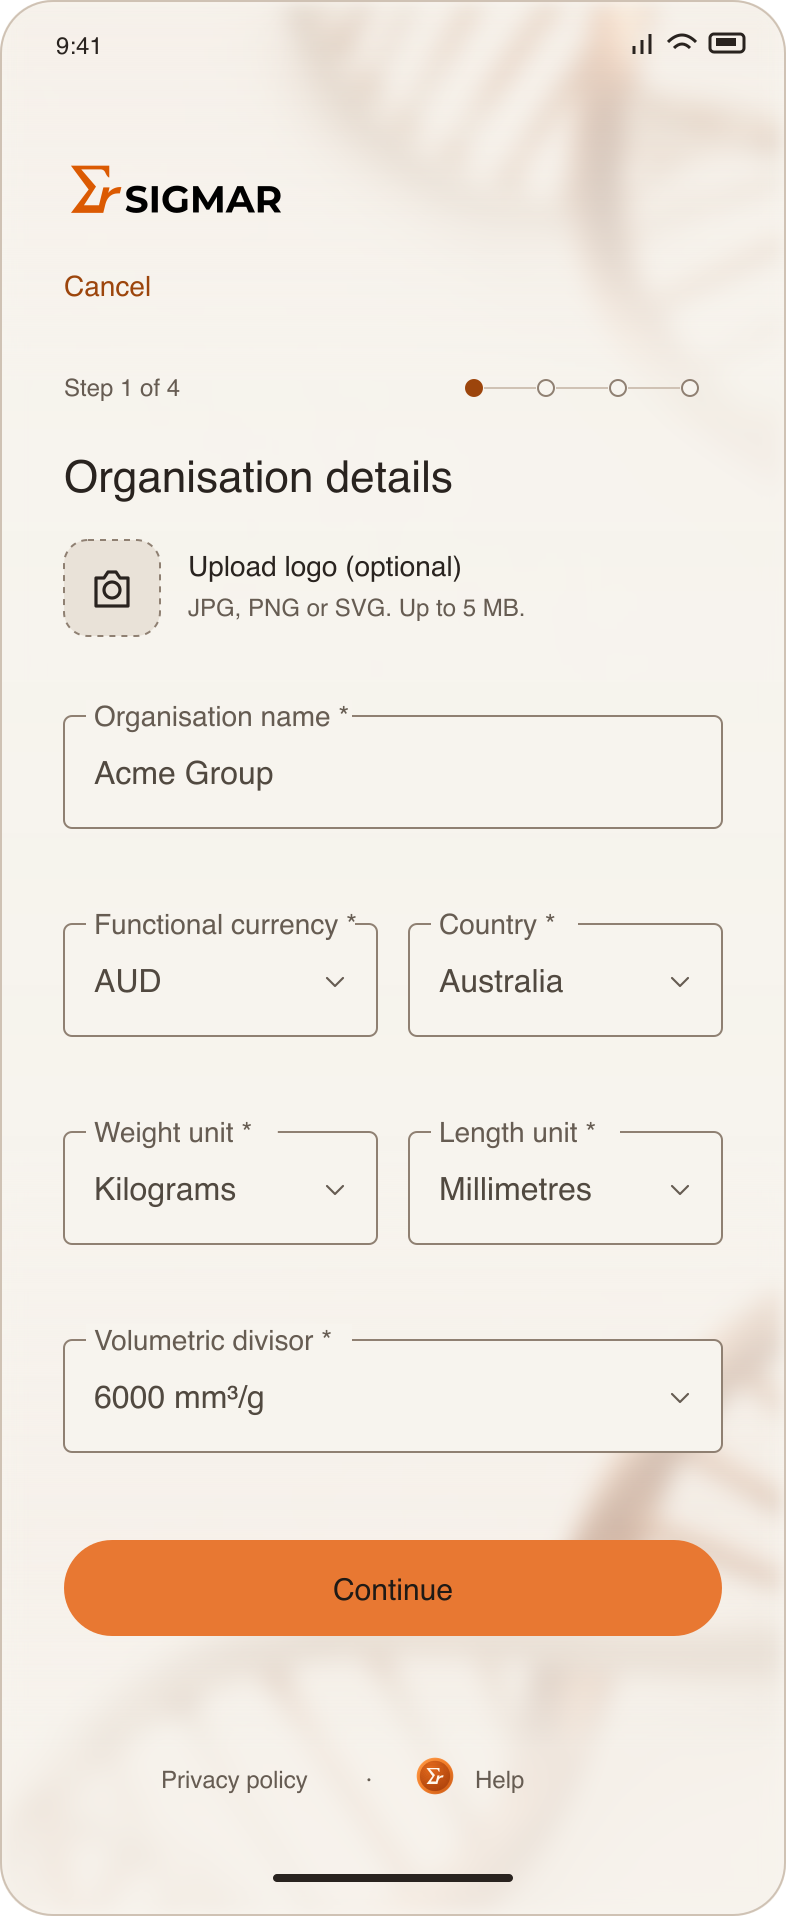 9:41
Σr SIGMAR
Cancel
Step 1 of 4
Organisation details
Upload logo (optional)
JPG, PNG or SVG. Up to 5 MB.
Organisation name *
Acme Group
Functional currency * Country *
AUD Australia
Weight unit * Length unit *
Kilograms Millimetres
Volumetric divisor *
6000 mm³/g
Continue
Privacy policy · Σr Help